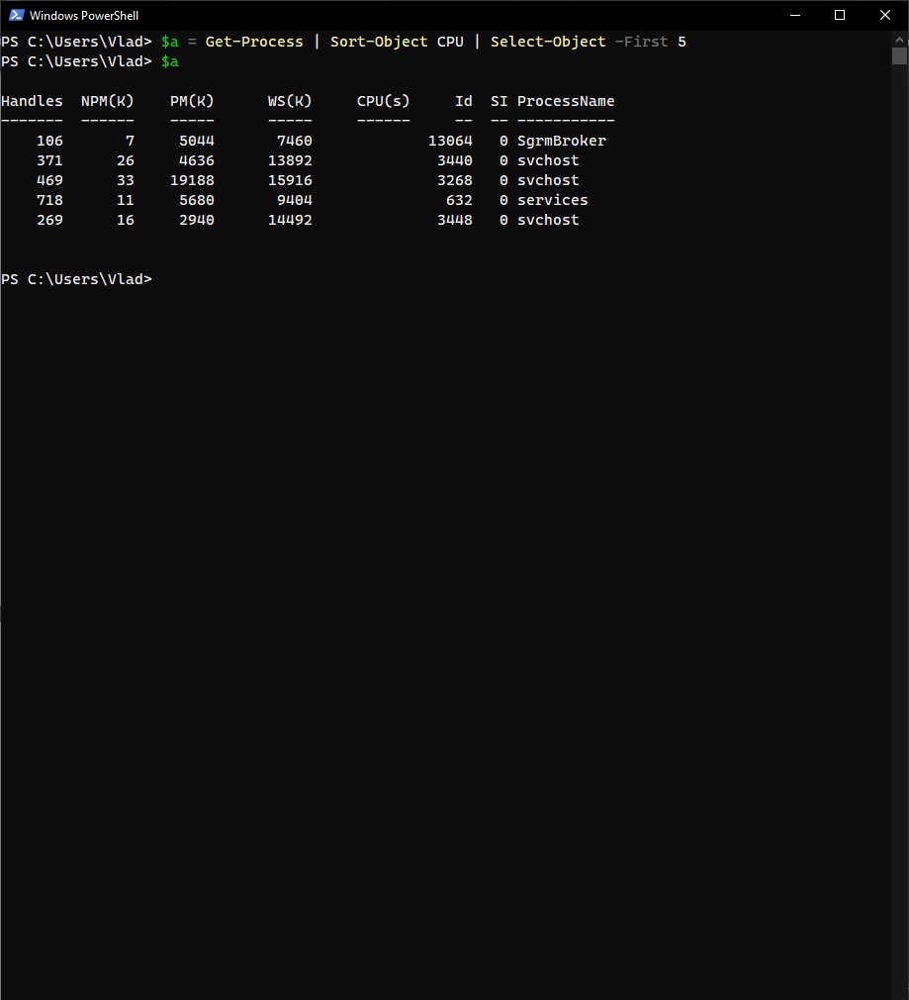 Windows PowerShell
PS C:\Users\Vlad> $a = Get-Process | Sort-Object CPU | Select-Object -First 5
PS C:\Users\Vlad> $a
Handles  NPM(K)    PM(K)      WS(K)     CPU(s)     Id  SI ProcessName
-------  ------    -----      -----     ------     --  -- -----------
    106       7     5044       7460             13064   0 SgrmBroker
    371      26     4636      13892              3440   0 svchost
    469      33    19188      15916              3268   0 svchost
    718      11     5680       9404               632   0 services
    269      16     2940      14492              3448   0 svchost
PS C:\Users\Vlad>